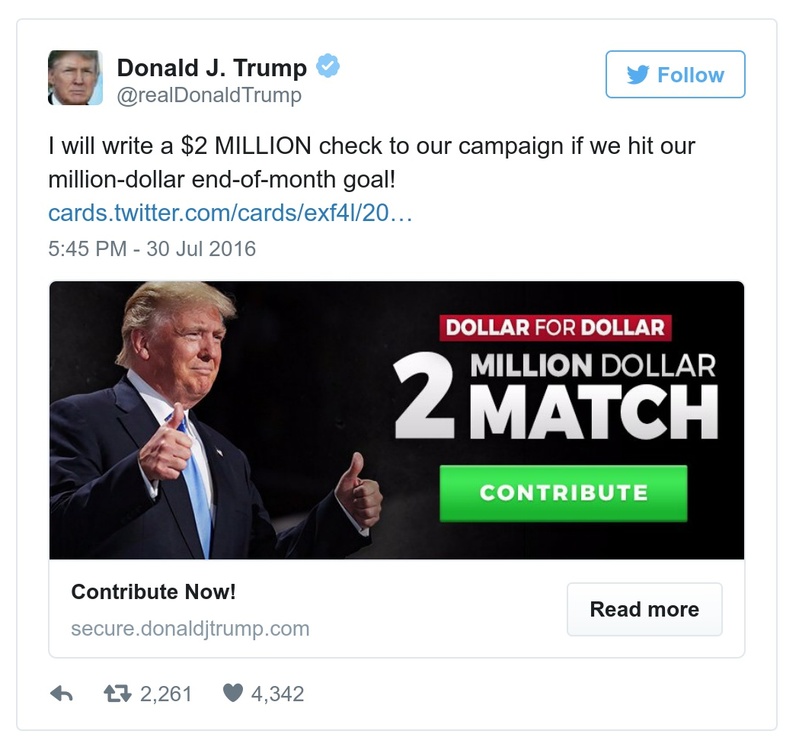 Donald J. Trump
@realDonaldTrump
Follow
I will write a $2 MILLION check to our campaign if we hit our
million-dollar end-of-month goal!
cards.twitter.com/cards/exf4l/20…
5:45 PM - 30 Jul 2016
DOLLAR FOR DOLLAR
2 MILLION DOLLAR
MATCH
CONTRIBUTE
Contribute Now!
secure.donaldjtrump.com
Read more
2,261 4,342